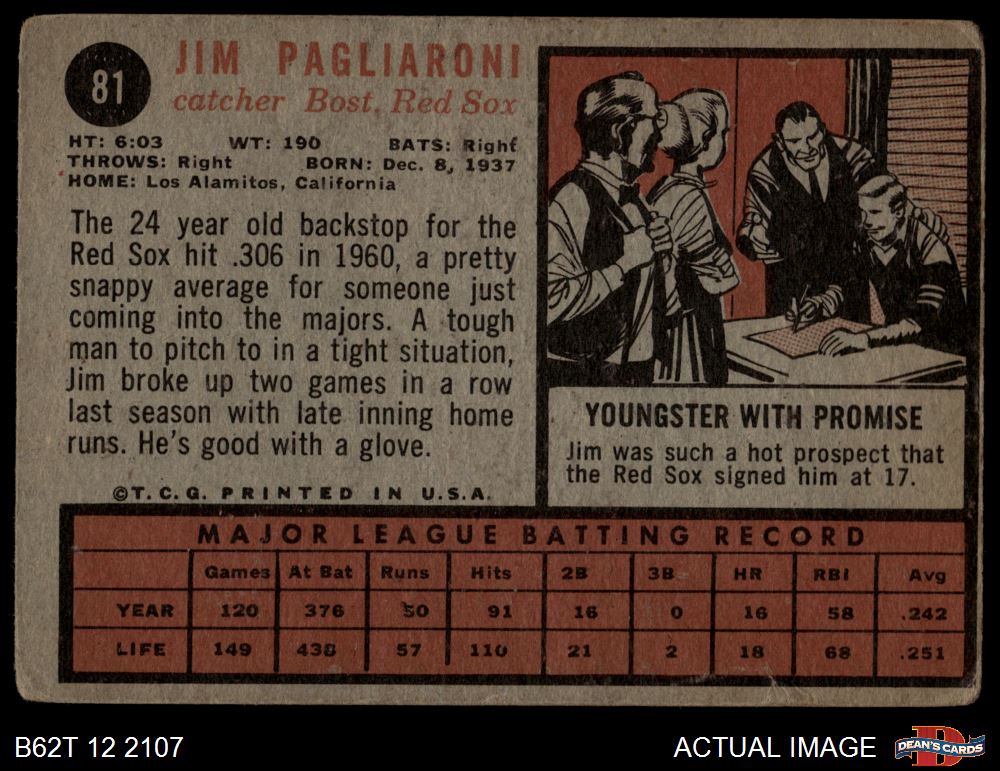 81
JIM PAGLIARONI
catcher Bost. Red Sox
HT: 6:03 WT: 190 BATS: Right
THROWS: Right BORN: Dec. 8, 1937
HOME: Los Alamitos, California
The 24 year old backstop for the
Red Sox hit .306 in 1960, a pretty
snappy average for someone just
coming into the majors. A tough
man to pitch to in a tight situation,
Jim broke up two games in a row
last season with late inning home
runs. He's good with a glove.
©T.C.G. PRINTED IN U.S.A.
YOUNGSTER WITH PROMISE
Jim was such a hot prospect that
the Red Sox signed him at 17.
MAJOR LEAGUE BATTING RECORD
Games At Bat Runs Hits 2B 3B HR RBI Avg
YEAR 120 376 50 91 16 0 16 58 .242
LIFE 149 438 57 110 21 2 18 68 .251
B62T 12 2107
ACTUAL IMAGE
D
DEAN'S CARDS